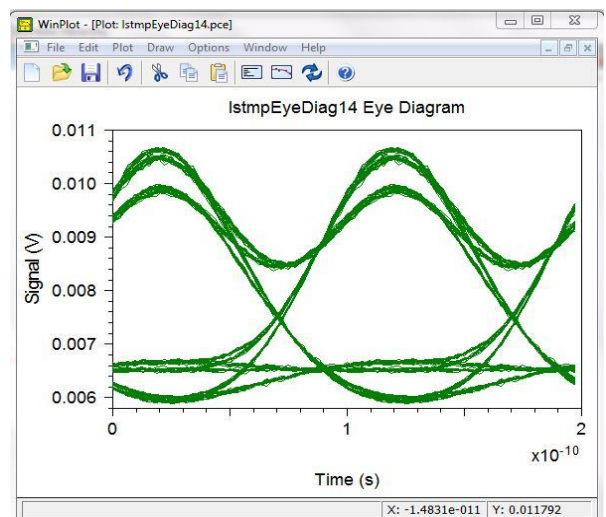 WinPlot - [Plot: IstmpEyeDiag14.pce]
File Edit Plot Draw Options Window Help
IstmpEyeDiag14 Eye Diagram
0.011
0.010
0.009
0.008
0.007
0.006
Signal (V)
0 1 2
x10-10
Time (s)
X: -1.4831e-011 Y: 0.011792